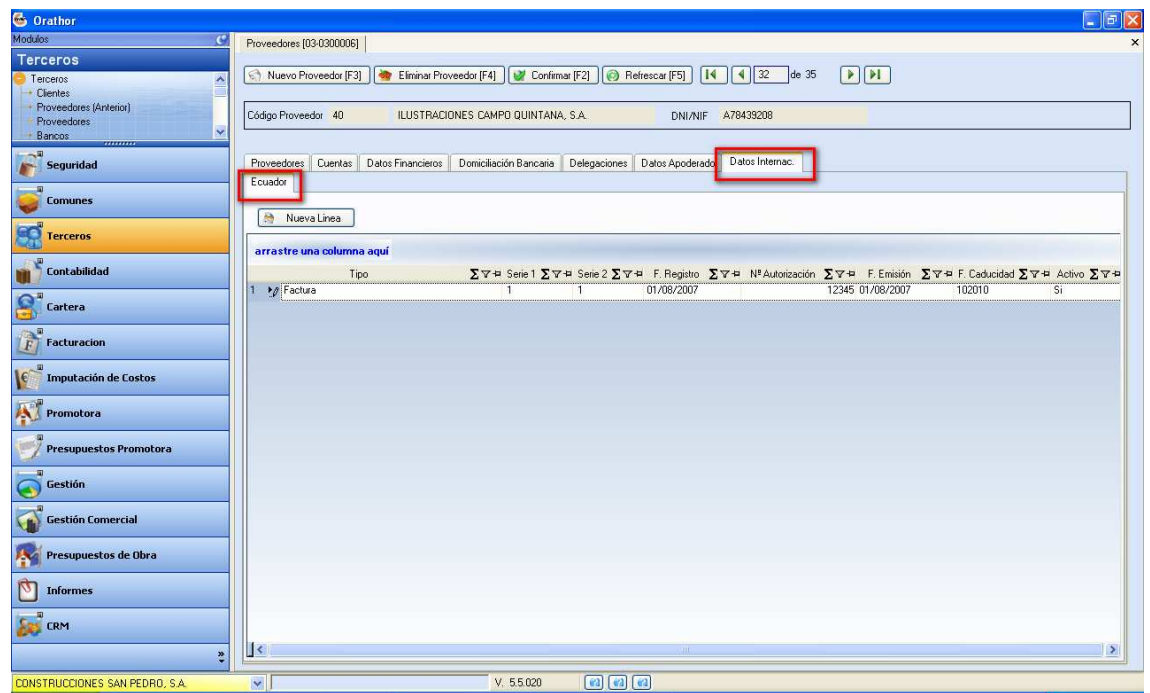 Orathor
Modulos
Terceros
Terceros
Clientes
Proveedores (Anterior)
Proveedores
Bancos
Seguridad
Comunes
Terceros
Contabilidad
Cartera
Facturacion
Imputación de Costos
Promotora
Presupuestos Promotora
Gestión
Gestión Comercial
Presupuestos de Obra
Informes
CRM
Proveedores [03-0300006]
Nuevo Proveedor [F3] Eliminar Proveedor [F4] Confirmar [F2] Refrescar [F5] 32 de 35
Código Proveedor 40 ILUSTRACIONES CAMPO QUINTANA, S.A. DNI/NIF A78439208
Proveedores Cuentas Datos Financieros Domiciliación Bancaria Delegaciones Datos Apoderado Datos Internac.
Ecuador
Nueva Linea
arrastre una columna aquí
Tipo Σ Serie 1 Σ Serie 2 Σ F. Registro Σ Nº Autorización Σ F. Emisión Σ F. Caducidad Σ Activo Σ
1 Factura 1 1 01/08/2007 12345 01/08/2007 102010 Si
CONSTRUCCIONES SAN PEDRO, S.A. V. 5.5.020